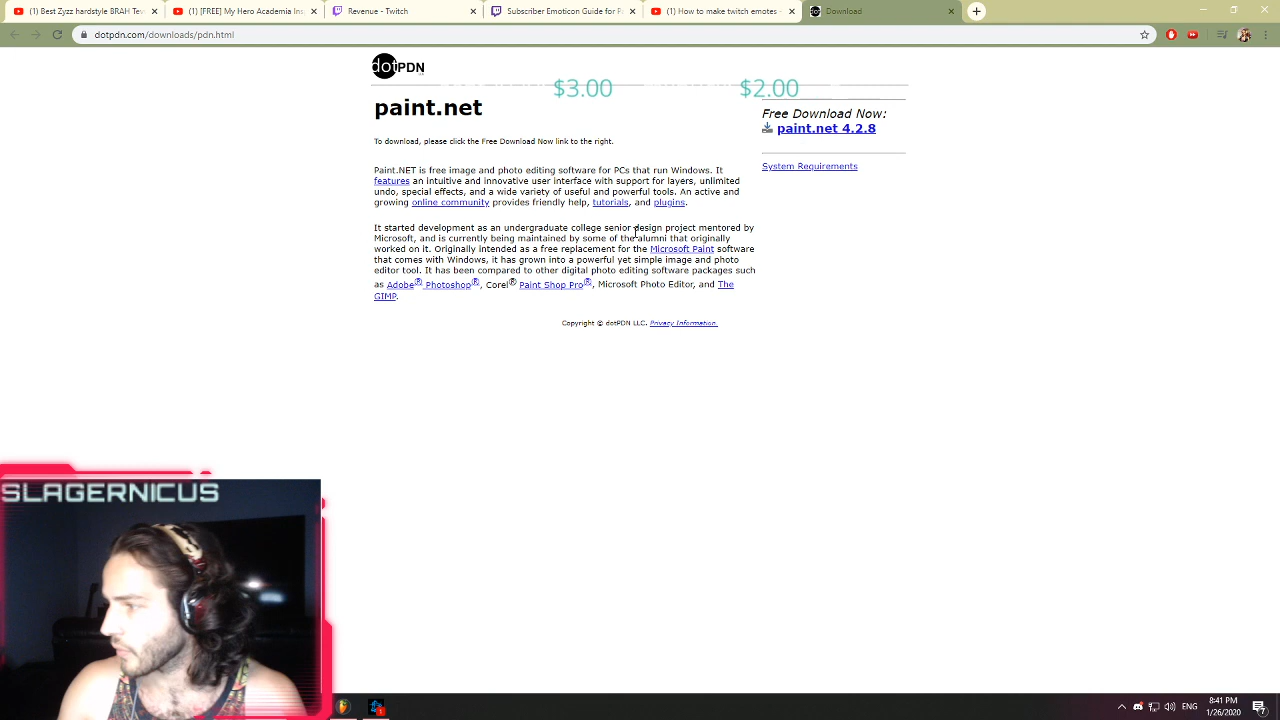 (1) Best Zyzz hardstyle BRAH Tev
(1) [FREE] My Hero Academia Ins
Revenue - Twitch
Subscriber Emoticon Guide for Pa
(1) How to make twitch emotes -
Download
dotpdn.com/downloads/pdn.html
dotPDN
$3.00
$2.00
paint.net
Free Download Now:
paint.net 4.2.8
To download, please click the Free Download Now link to the right.
System Requirements
Paint.NET is free image and photo editing software for PCs that run Windows. It
features an intuitive and innovative user interface with support for layers, unlimited
undo, special effects, and a wide variety of useful and powerful tools. An active and
growing online community provides friendly help, tutorials, and plugins.
It started development as an undergraduate college senior design project mentored by
Microsoft, and is currently being maintained by some of the alumni that originally
worked on it. Originally intended as a free replacement for the Microsoft Paint software
that comes with Windows, it has grown into a powerful yet simple image and photo
editor tool. It has been compared to other digital photo editing software packages such
as Adobe® Photoshop®, Corel® Paint Shop Pro®, Microsoft Photo Editor, and The
GIMP.
Copyright © dotPDN LLC. Privacy Information.
SLAGERNICUS
ENG
8:41 PM
1/26/2020